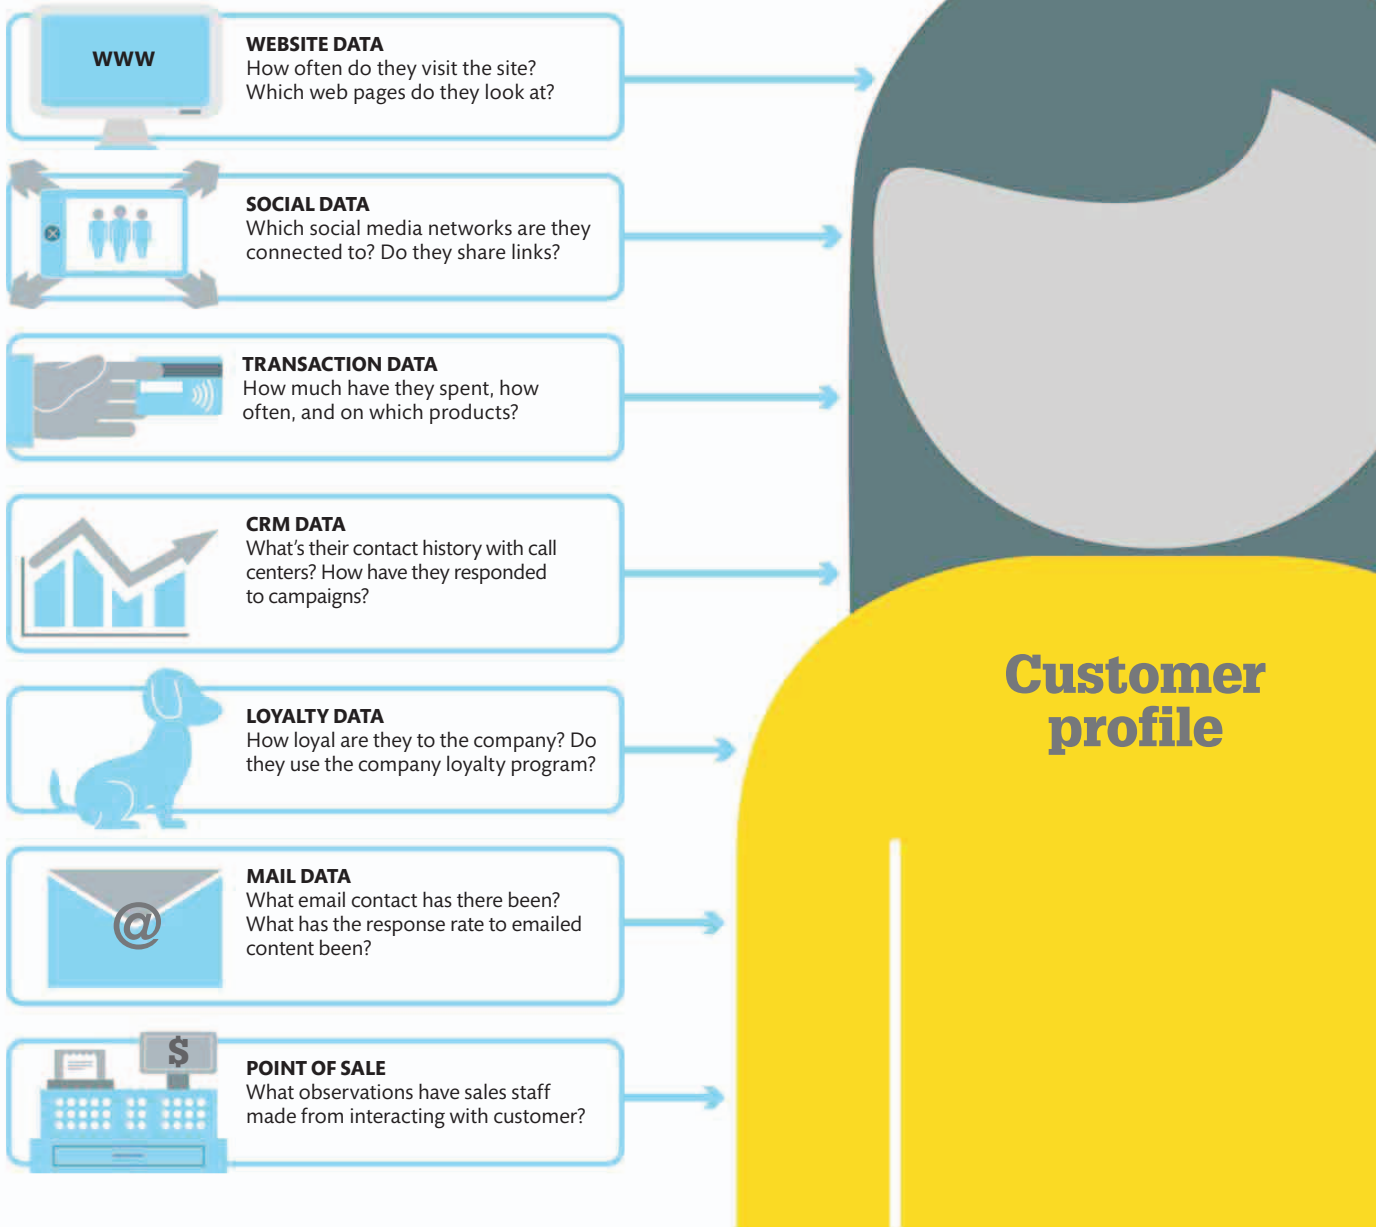 WWW
WEBSITE DATA
How often do they visit the site?
Which web pages do they look at?
SOCIAL DATA
Which social media networks are they
connected to? Do they share links?
TRANSACTION DATA
How much have they spent, how
often, and on which products?
CRM DATA
What’s their contact history with call
centers? How have they responded
to campaigns?
LOYALTY DATA
How loyal are they to the company? Do
they use the company loyalty program?
@
MAIL DATA
What email contact has there been?
What has the response rate to emailed
content been?
$
POINT OF SALE
What observations have sales staff
made from interacting with customer?
Customer
profile